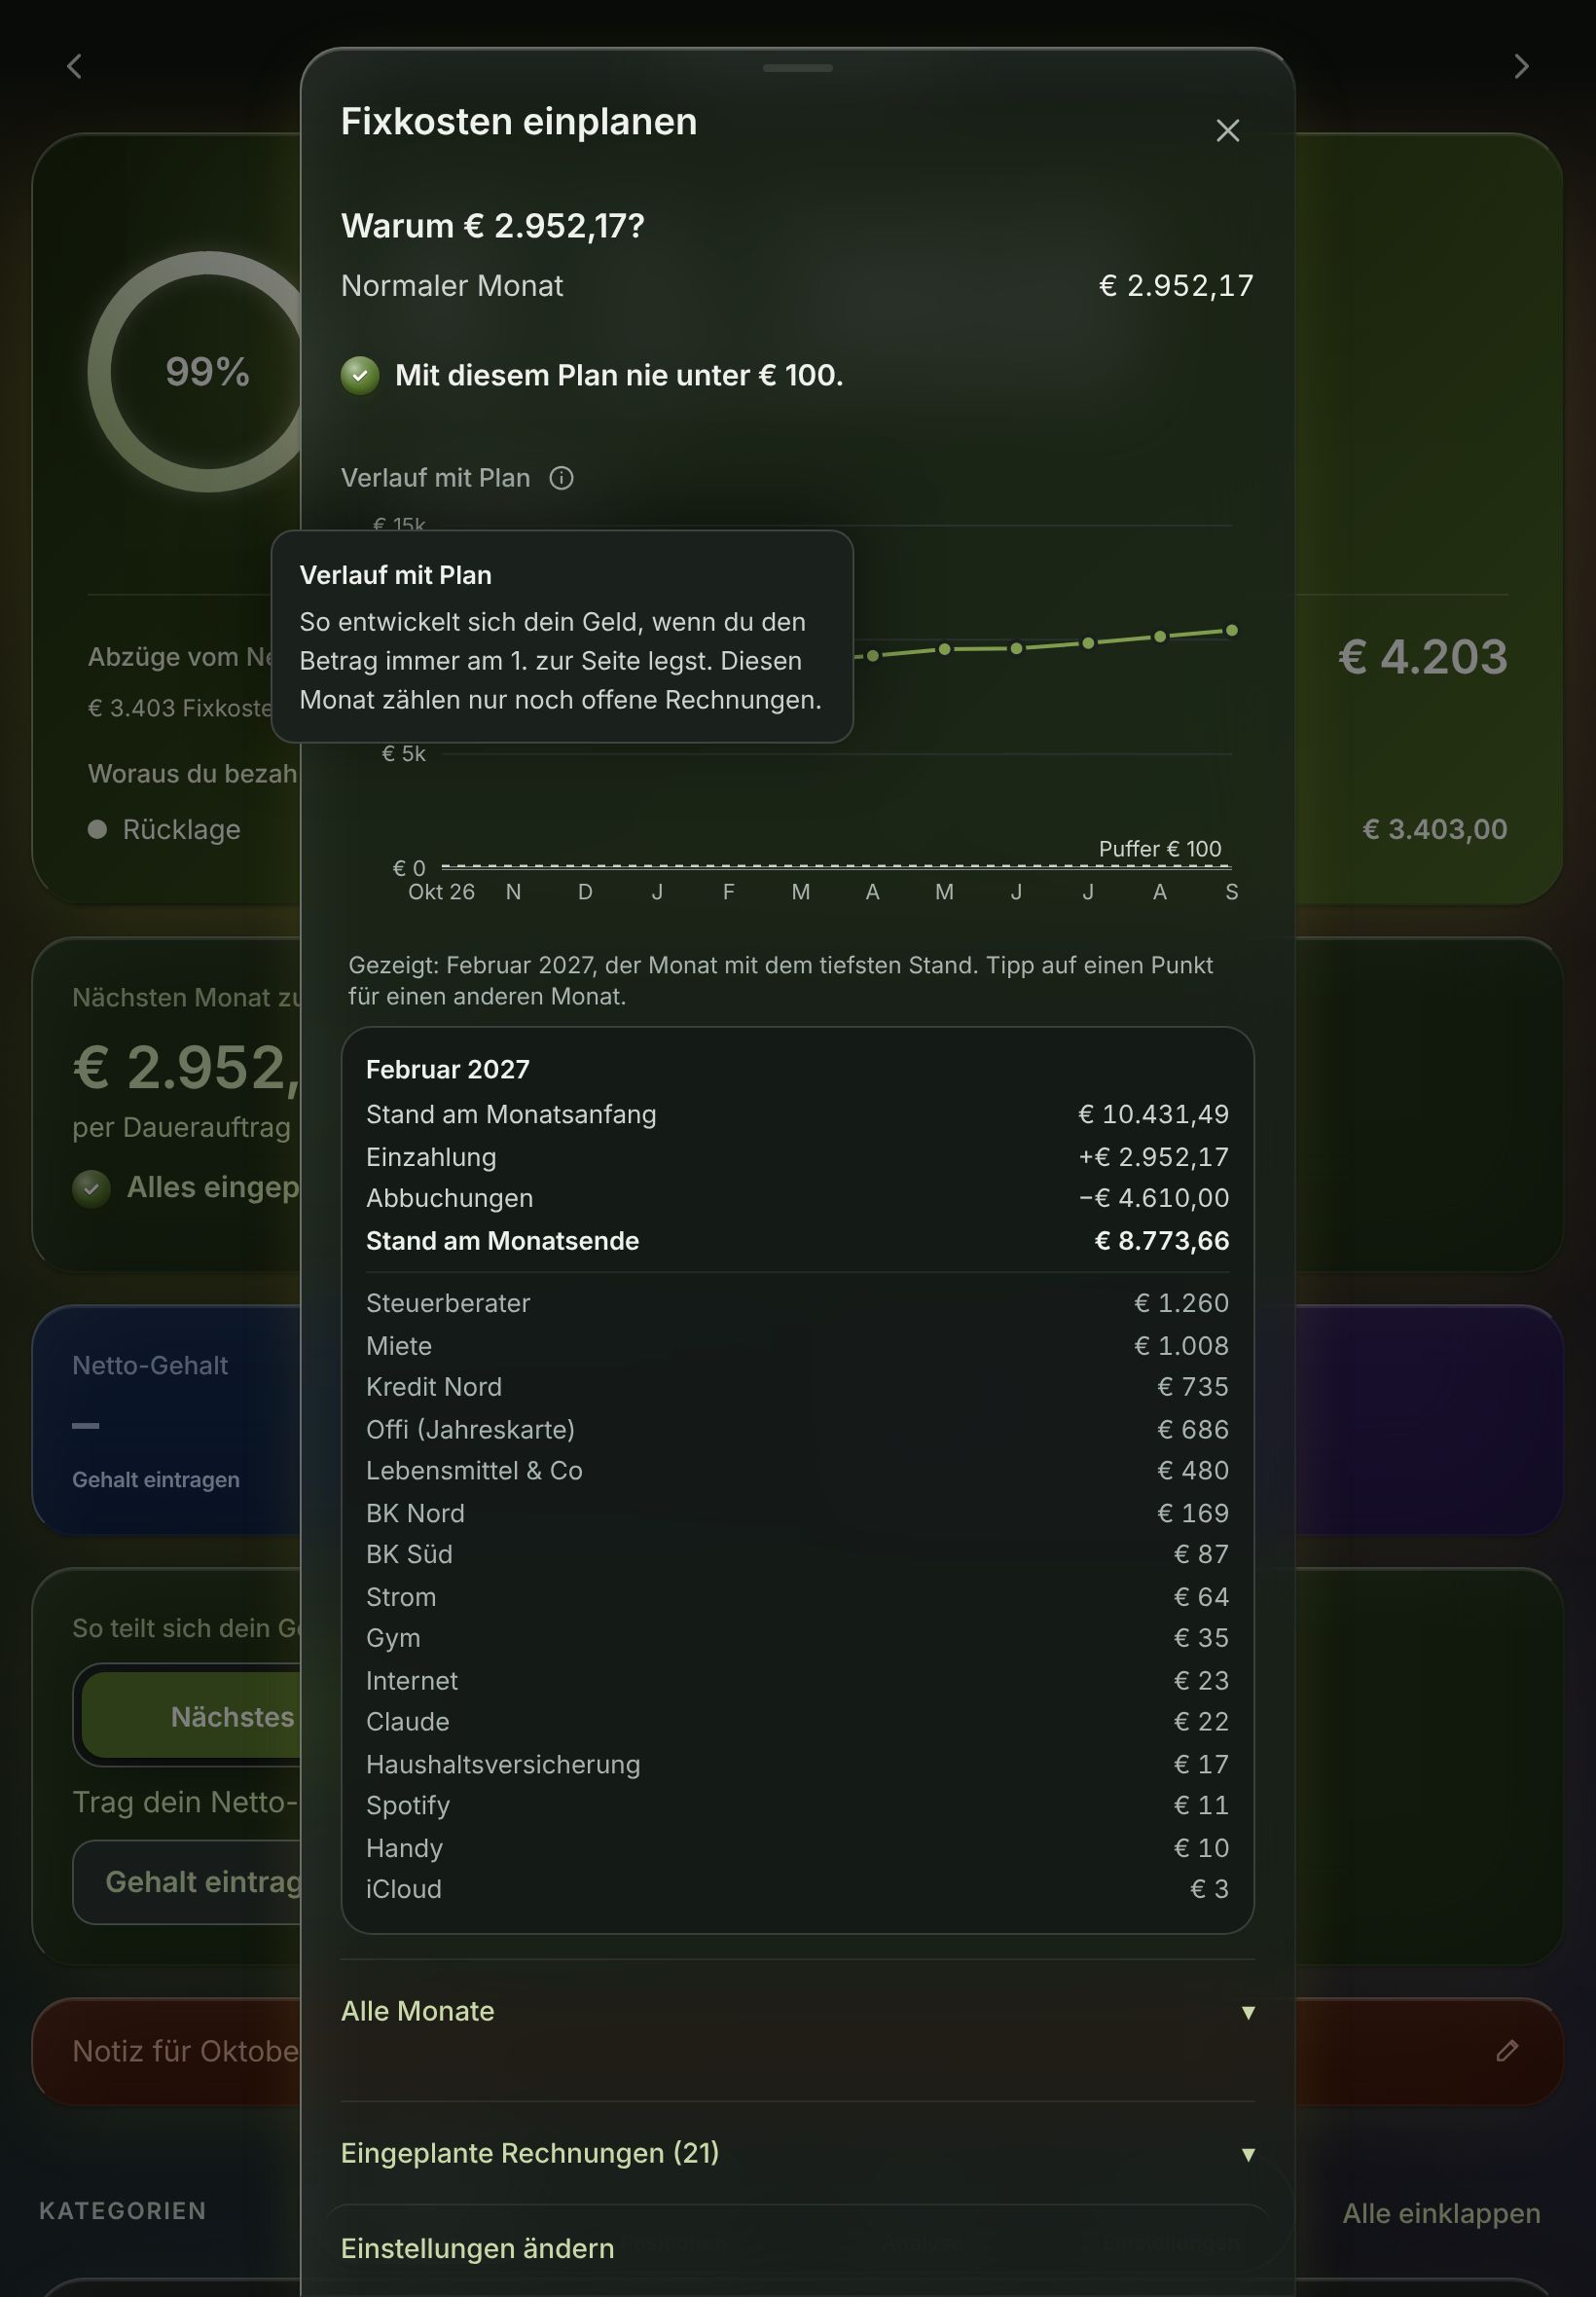 Fixkosten einplanen
Warum € 2.952,17?
Normaler Monat € 2.952,17
Mit diesem Plan nie unter € 100.
99%
Verlauf mit Plan
€ 15k
Verlauf mit Plan
So entwickelt sich dein Geld, wenn du den
Betrag immer am 1. zur Seite legst. Diesen
Monat zählen nur noch offene Rechnungen.
Abzüge vom Ne
€ 4.203
€ 3.403 Fixkoste
€ 5k
Woraus du bezah
Rücklage
€ 3.403,00
Puffer € 100
€ 0
Okt 26 N D J F M A M J J A S
Gezeigt: Februar 2027, der Monat mit dem tiefsten Stand. Tipp auf einen Punkt
für einen anderen Monat.
Nächsten Monat zu
€ 2.952,
per Dauerauftrag
Alles eingep
Februar 2027
Stand am Monatsanfang € 10.431,49
Einzahlung +€ 2.952,17
Abbuchungen −€ 4.610,00
Stand am Monatsende € 8.773,66
Steuerberater € 1.260
Miete € 1.008
Kredit Nord € 735
Offi (Jahreskarte) € 686
Lebensmittel & Co € 480
BK Nord € 169
BK Süd € 87
Strom € 64
Gym € 35
Internet € 23
Claude € 22
Haushaltsversicherung € 17
Spotify € 11
Handy € 10
iCloud € 3
Netto-Gehalt
–
Gehalt eintragen
So teilt sich dein Ge
Nächstes
Trag dein Netto-
Gehalt eintrag
Alle Monate
Notiz für Oktobe
Eingeplante Rechnungen (21)
KATEGORIEN
Alle einklappen
Einstellungen ändern